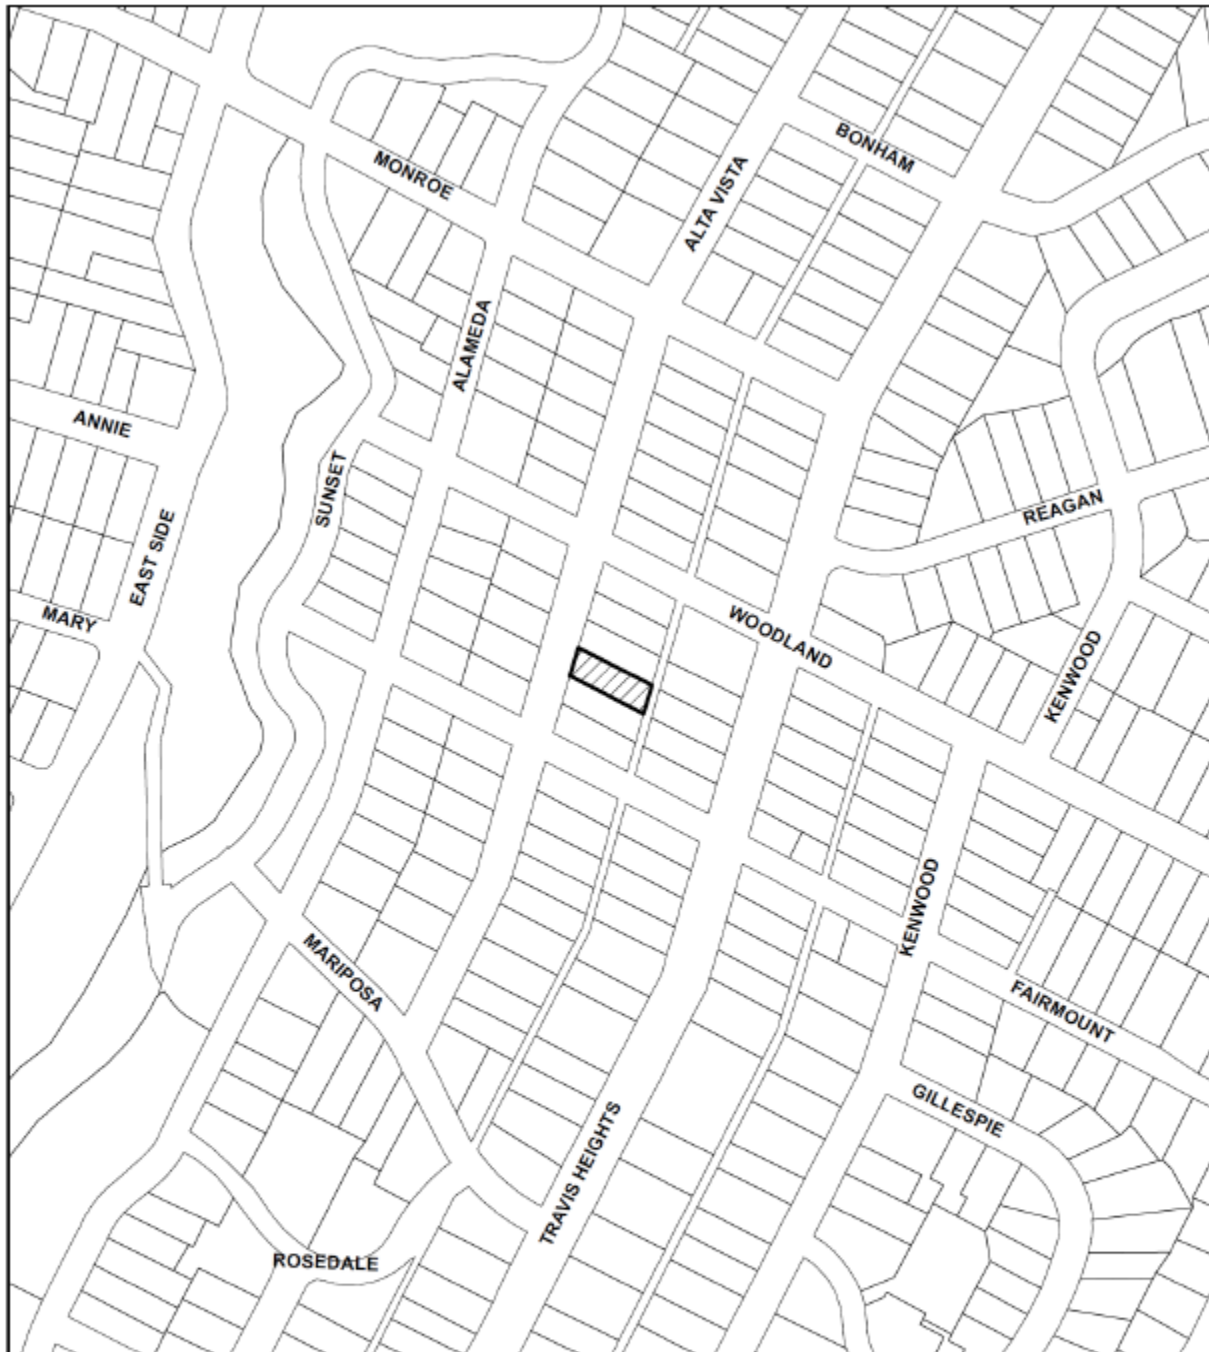 BONHAM
MONROE
ALTA VISTA
ALAMEDA
ANNIE
SUNSET
REAGAN
EAST SIDE
MARY
WOODLAND
KENWOOD
KENWOOD
MARIPOSA
FAIRMOUNT
GILLESPIE
TRAVIS HEIGHTS
ROSEDALE